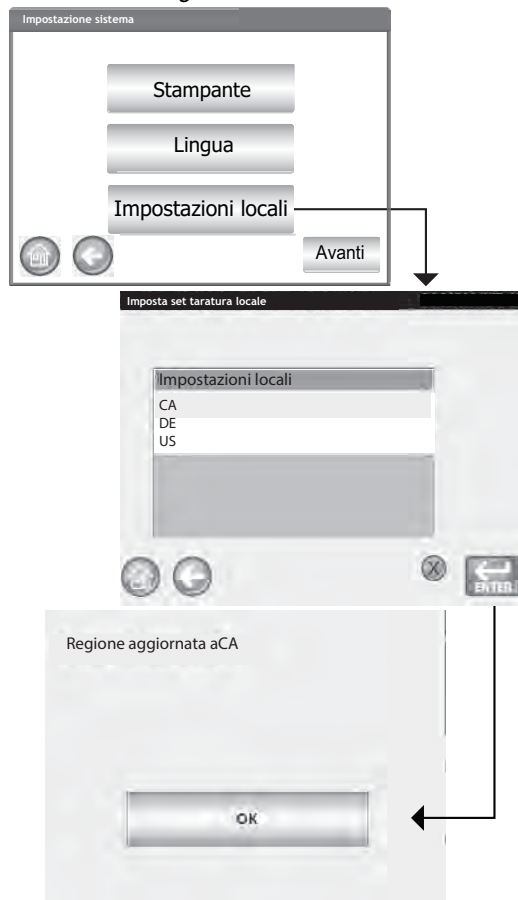 Impostazione sistema
Stampante
Lingua
Impostazioni locali
Avanti
Imposta set taratura locale
Impostazioni locali
CA
DE
US
X
ENTER
Regione aggiornata aCA
OK